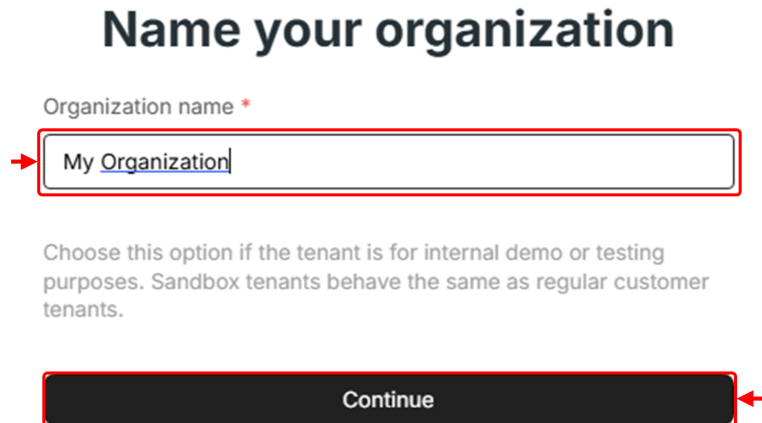 Name your organization
Organization name *
My Organization
Choose this option if the tenant is for internal demo or testing
purposes. Sandbox tenants behave the same as regular customer
tenants.
Continue